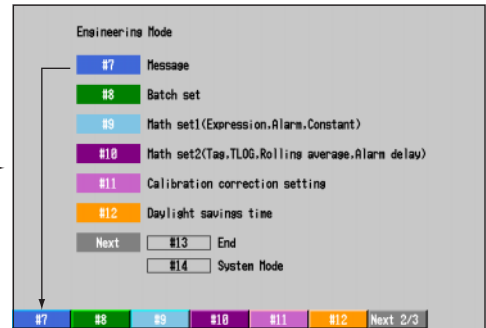 Engineering Mode
#7 Message
#8 Batch set
#9 Math set1(Expression,Alarm,Constant)
#10 Math set2(Tag,TLOG,Rolling average,Alarm delay)
#11 Calibration correction setting
#12 Daylight savings time
Next #13 End
#14 System Mode
#7 #8 #9 #10 #11 #12 Next 2/3